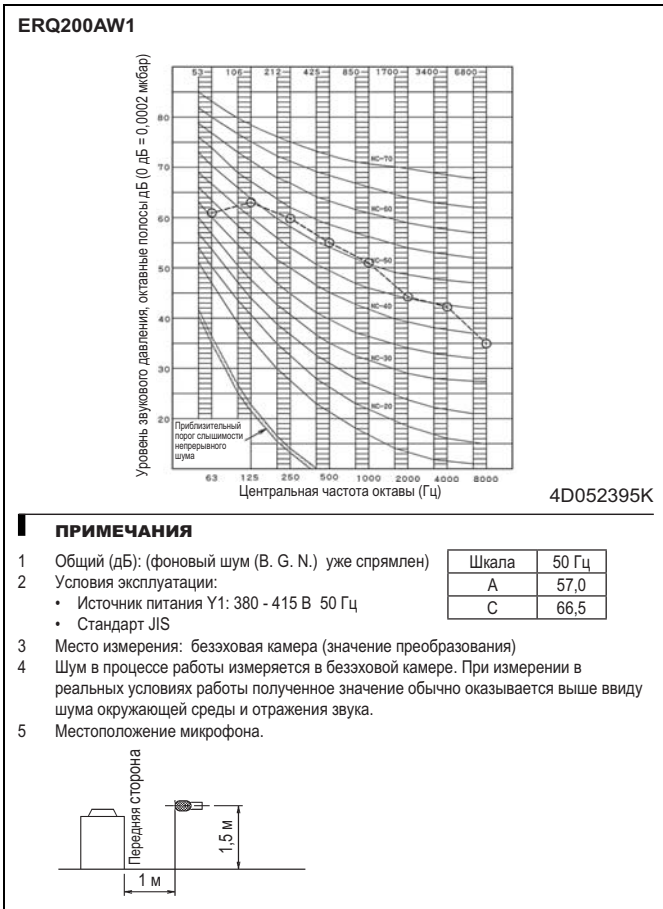 ERQ200AW1
Уровень звукового давления, октавные полосы дБ (0 дБ = 0,0002 мкбар)
53 106 212 425 850 1700 3400 6800
80
70
60
50
40
30
20
NC-70
NC-60
NC-50
NC-40
NC-30
NC-20
Приблизительный
порог слышимости
непрерывного
шума
63 125 250 500 1000 2000 4000 8000
Центральная частота октавы (Гц)
4D052395K
ПРИМЕЧАНИЯ
1 Общий (дБ): (фоновый шум (B. G. N.) уже спрямлен)
Шкала 50 Гц
A 57,0
C 66,5
2 Условия эксплуатации:
• Источник питания Y1: 380 - 415 В 50 Гц
• Стандарт JIS
3 Место измерения: безэховая камера (значение преобразования)
4 Шум в процессе работы измеряется в безэховой камере. При измерении в
реальных условиях работы полученное значение обычно оказывается выше ввиду
шума окружающей среды и отражения звука.
5 Местоположение микрофона.
Передняя сторона
1,5 м
1 м